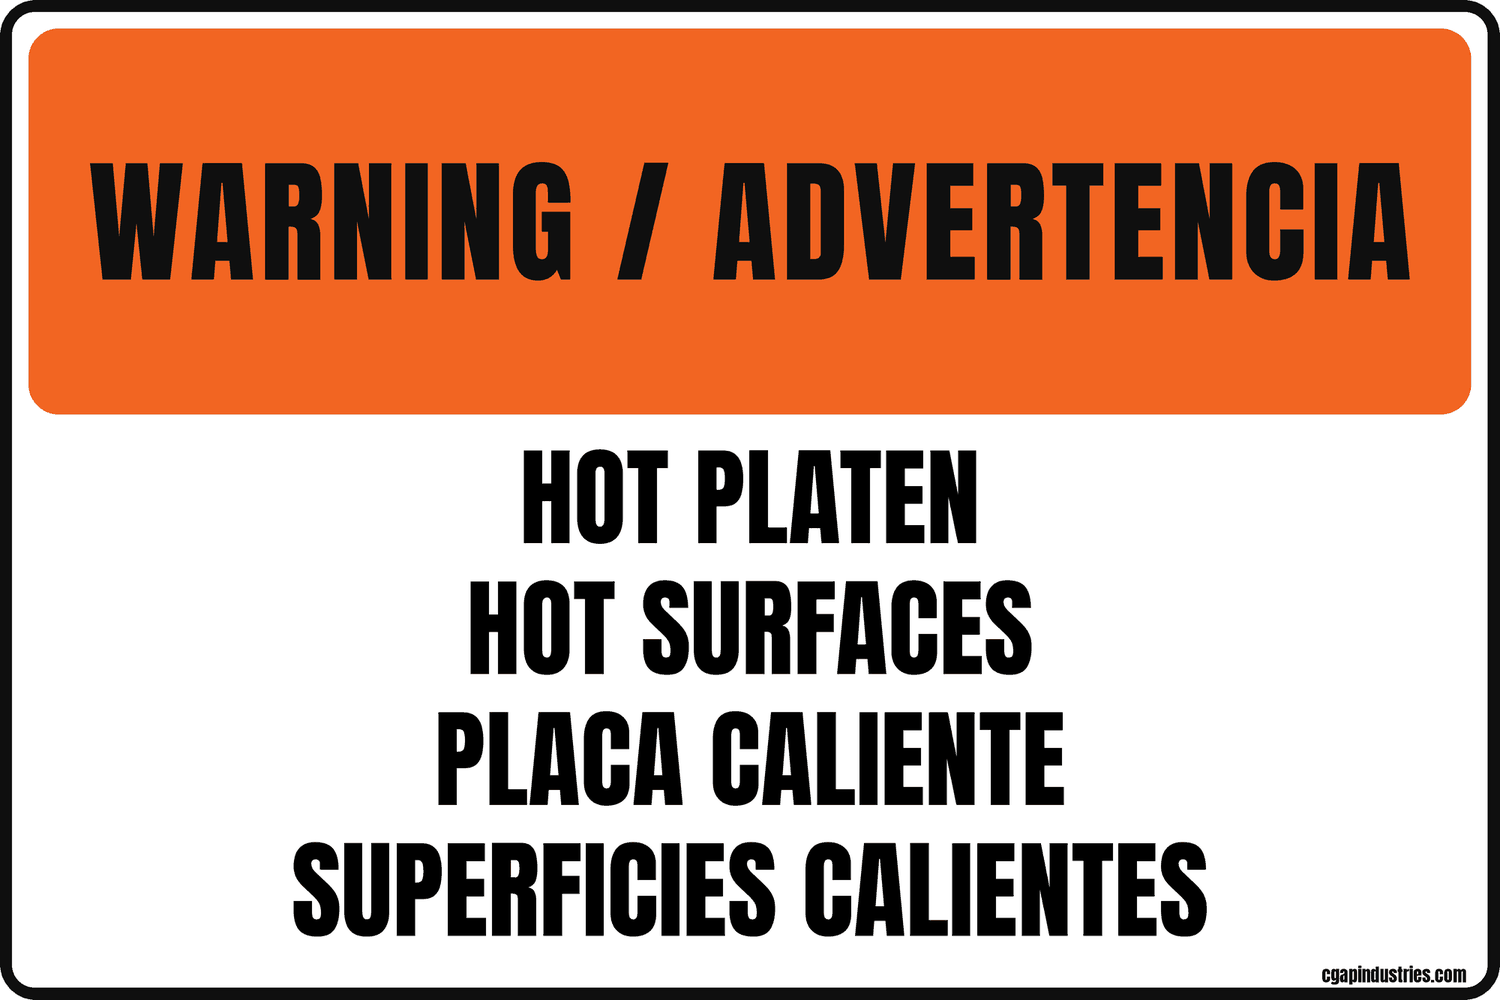 WARNING / ADVERTENCIA
HOT PLATEN
HOT SURFACES
PLACA CALIENTE
SUPERFICIES CALIENTES
cgapindustries.com